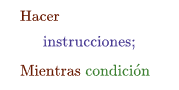 Hacer
instrucciones;
Mientras condición